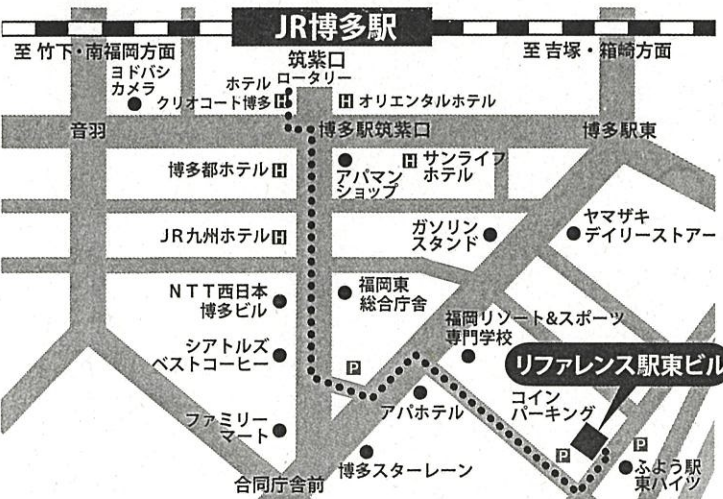 JR博多駅
至 竹下・南福岡方面
筑紫口
至 吉塚・箱崎方面
ヨドバシ
カメラ
ホテル
クリオコート博多 H
ロータリー
H オリエンタルホテル
音羽
博多駅筑紫口
博多駅東
博多都ホテル H
アパマン
ショップ
H サンライフ
ホテル
JR九州ホテル H
ガソリン
スタンド
ヤマザキ
デイリーストアー
NTT西日本
博多ビル
福岡東
総合庁舎
シアトルズ
ベストコーヒー
福岡リゾート&スポーツ
専門学校
P
リファレンス駅東ビル
ファミリー
マート
アパホテル
コイン
パーキング
P
P
博多スターレーン
ふよう駅
東ハイツ
合同庁舎前